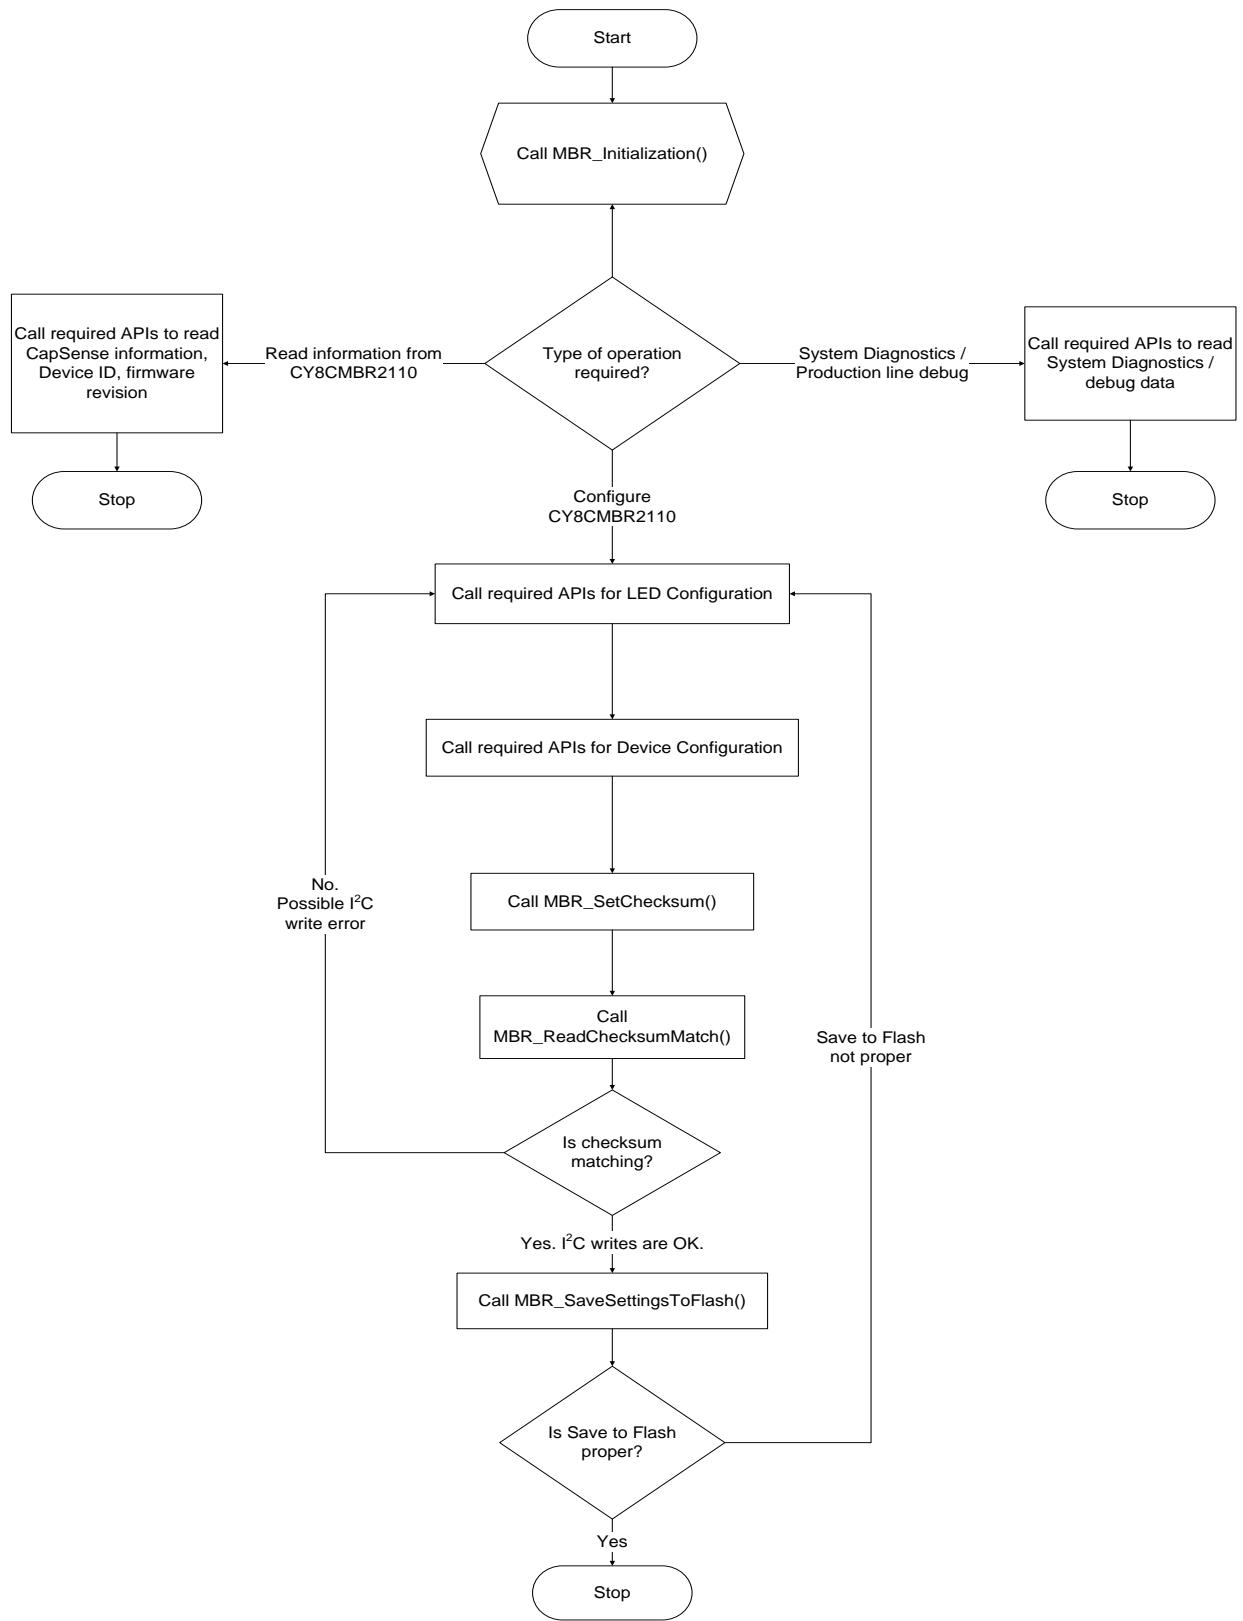 Start
Call MBR_Initialization()
Call required APIs to read
CapSense information,
Device ID, firmware
revision
Read information from
CY8CMBR2110
Type of operation
required?
System Diagnostics /
Production line debug
Call required APIs to read
System Diagnostics /
debug data
Stop
Configure
CY8CMBR2110
Stop
Call required APIs for LED Configuration
Call required APIs for Device Configuration
No.
Possible I²C
write error
Call MBR_SetChecksum()
Call
MBR_ReadChecksumMatch()
Save to Flash
not proper
Is checksum
matching?
Yes. I²C writes are OK.
Call MBR_SaveSettingsToFlash()
Is Save to Flash
proper?
Yes
Stop